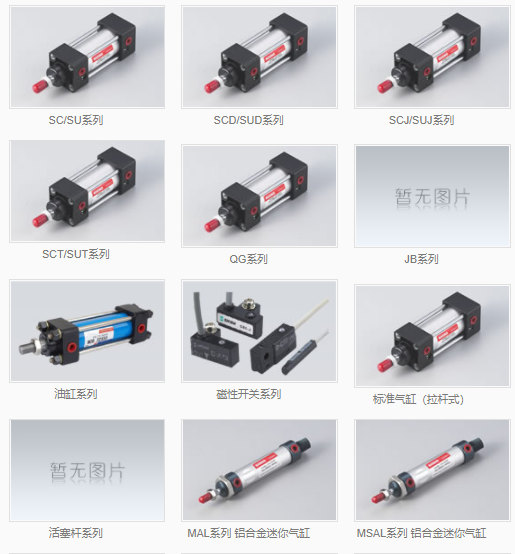 SC/SU系列
SCD/SUD系列
SCJ/SUJ系列
SCT/SUT系列
QG系列
暂无图片
JB系列
油缸系列
磁性开关系列
标准气缸（拉杆式）
暂无图片
活塞杆系列
MAL系列 铝合金迷你气缸
MSAL系列 铝合金迷你气缸